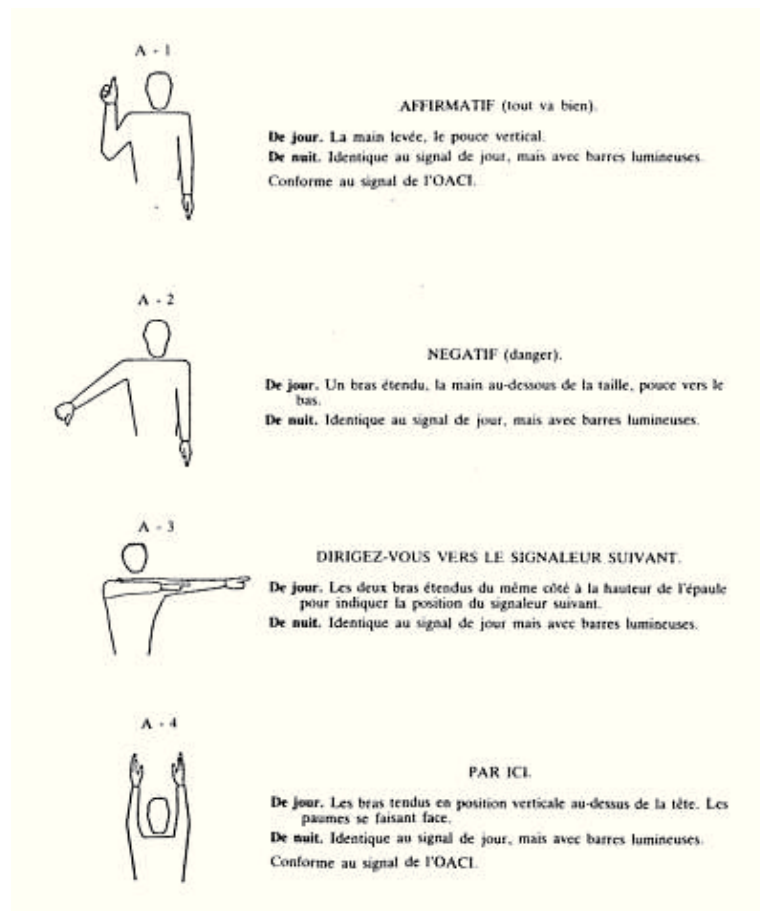 A - 1
AFFIRMATIF (tout va bien).
De jour. La main levée, le pouce vertical.
De nuit. Identique au signal de jour, mais avec barres lumineuses.
Conforme au signal de l'OACI.
A - 2
NEGATIF (danger).
De jour. Un bras étendu, la main au-dessous de la taille, pouce vers le
bas.
De nuit. Identique au signal de jour, mais avec barres lumineuses.
A - 3
DIRIGEZ-VOUS VERS LE SIGNALEUR SUIVANT.
De jour. Les deux bras étendus du même côté à la hauteur de l'épaule
pour indiquer la position du signaleur suivant.
De nuit. Identique au signal de jour mais avec barres lumineuses.
A - 4
PAR ICI.
De jour. Les bras tendus en position verticale au-dessus de la tête. Les
paumes se faisant face.
De nuit. Identique au signal de jour, mais avec barres lumineuses.
Conforme au signal de l'OACI.